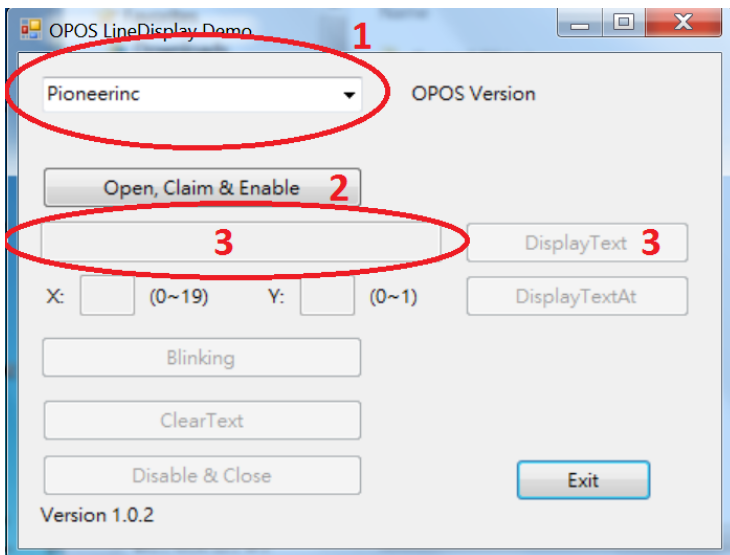 OPOS LineDisplay Demo
1
Pioneerinc
OPOS Version
Open, Claim & Enable 2
3
DisplayText 3
X: (0~19) Y: (0~1)
DisplayTextAt
Blinking
ClearText
Disable & Close
Exit
Version 1.0.2